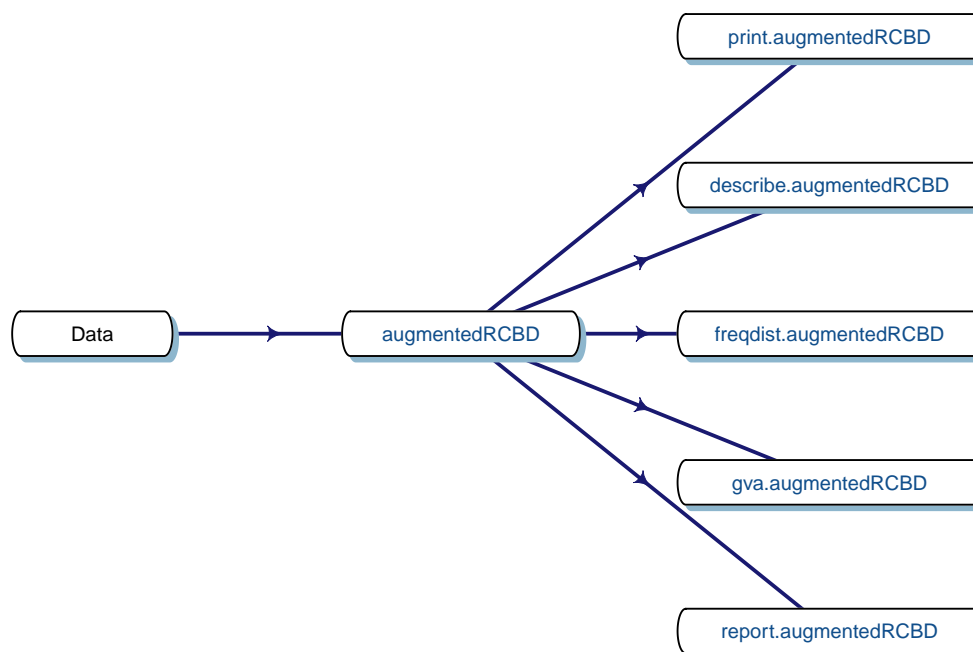 print.augmentedRCBD
describe.augmentedRCBD
Data
augmentedRCBD
freqdist.augmentedRCBD
gva.augmentedRCBD
report.augmentedRCBD